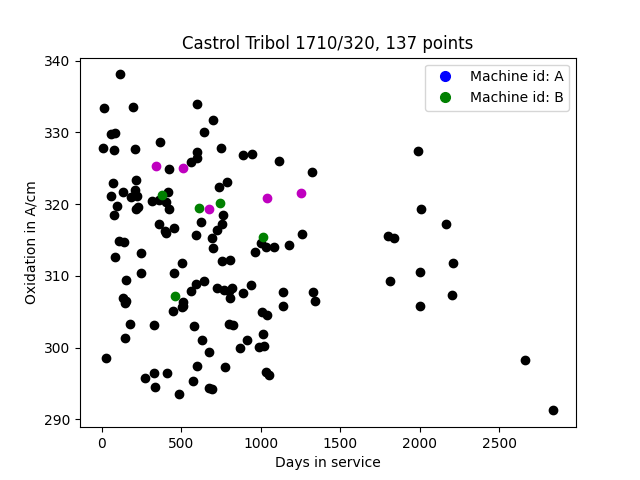 Castrol Tribol 1710/320, 137 points
Machine id: A
Machine id: B
Oxidation in A/cm
340
330
320
310
300
290
0 500 1000 1500 2000 2500
Days in service